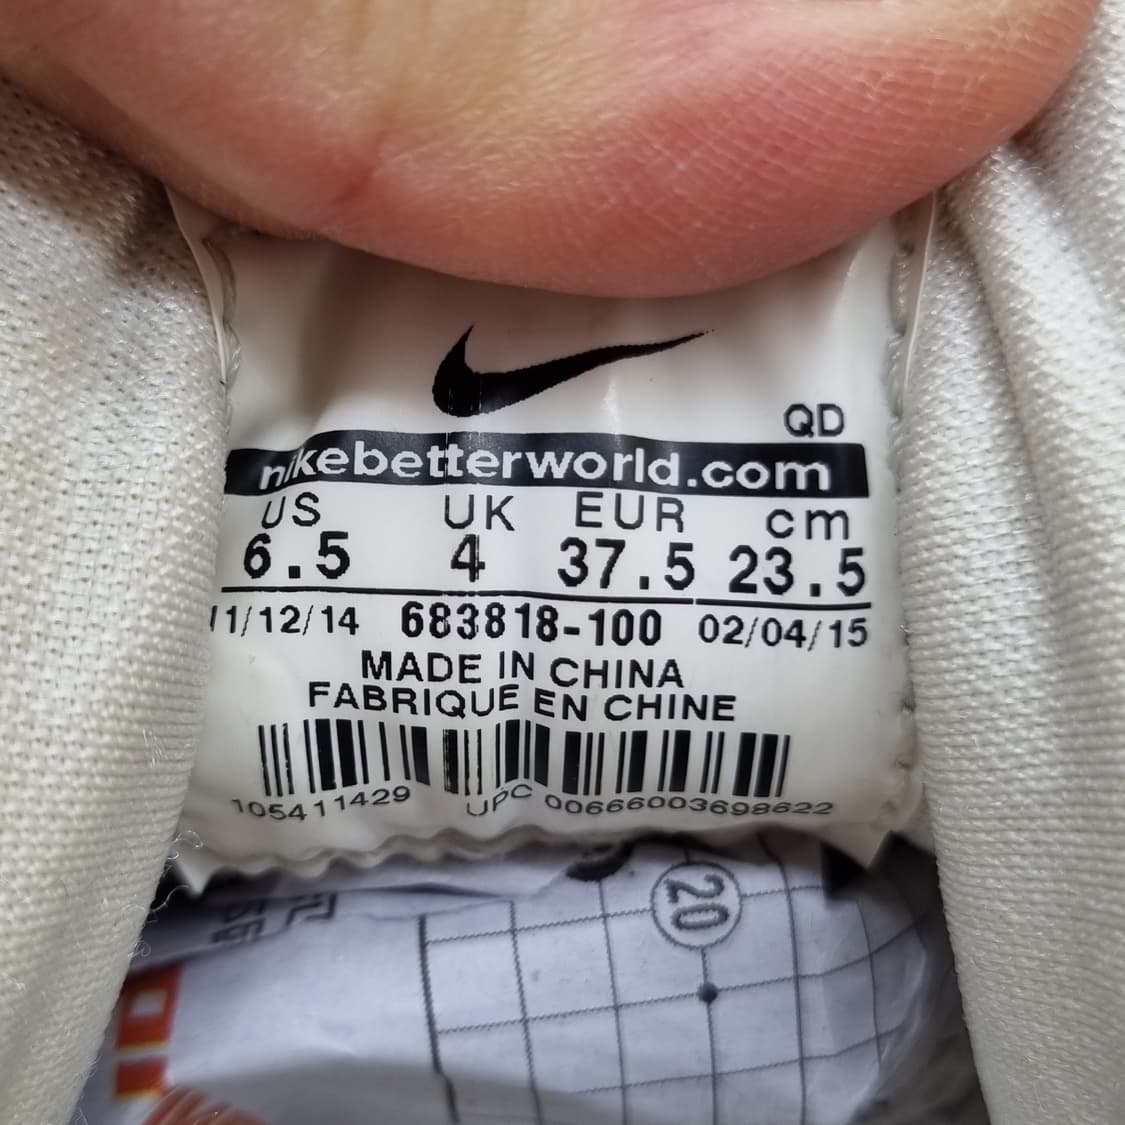 QD
nikebetterworld.com
US UK EUR cm
6.5 4 37.5 23.5
11/12/14 683818-100 02/04/15
MADE IN CHINA
FABRIQUE EN CHINE
105411429 UPC 00666003698622
20